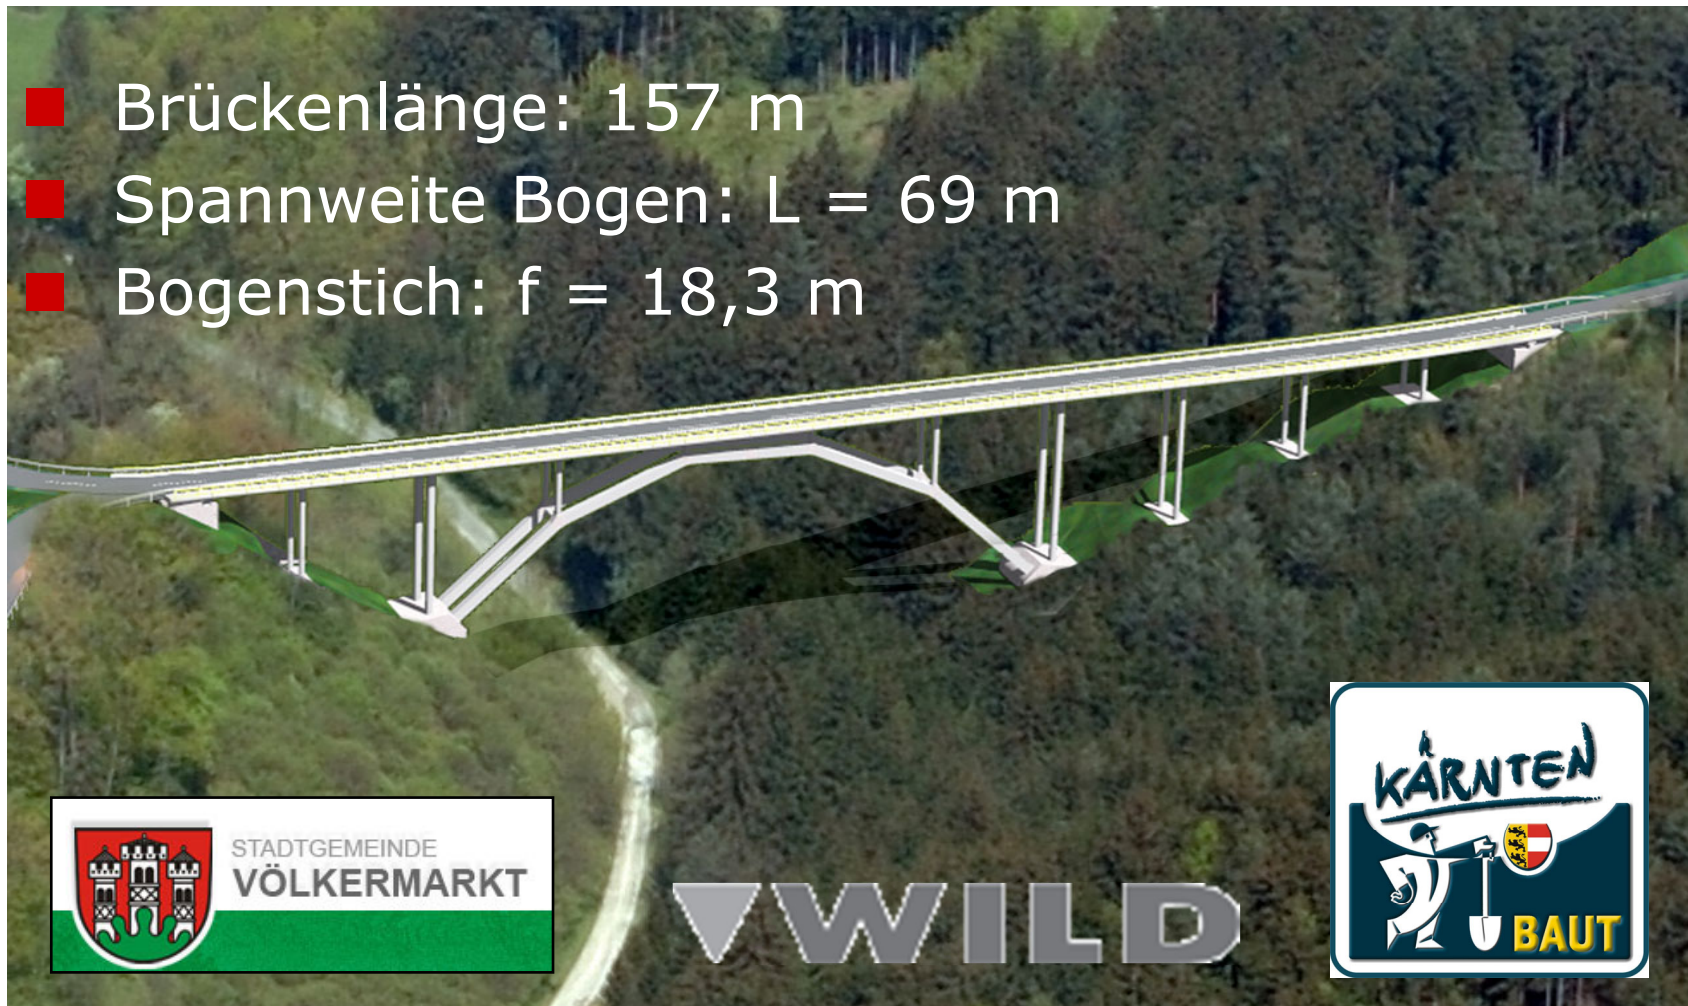 Brückenlänge: 157 m
Spannweite Bogen: L = 69 m
Bogenstich: f = 18,3 m
STADTGEMEINDE
VÖLKERMARKT
WILD
KÄRNTEN
BAUT